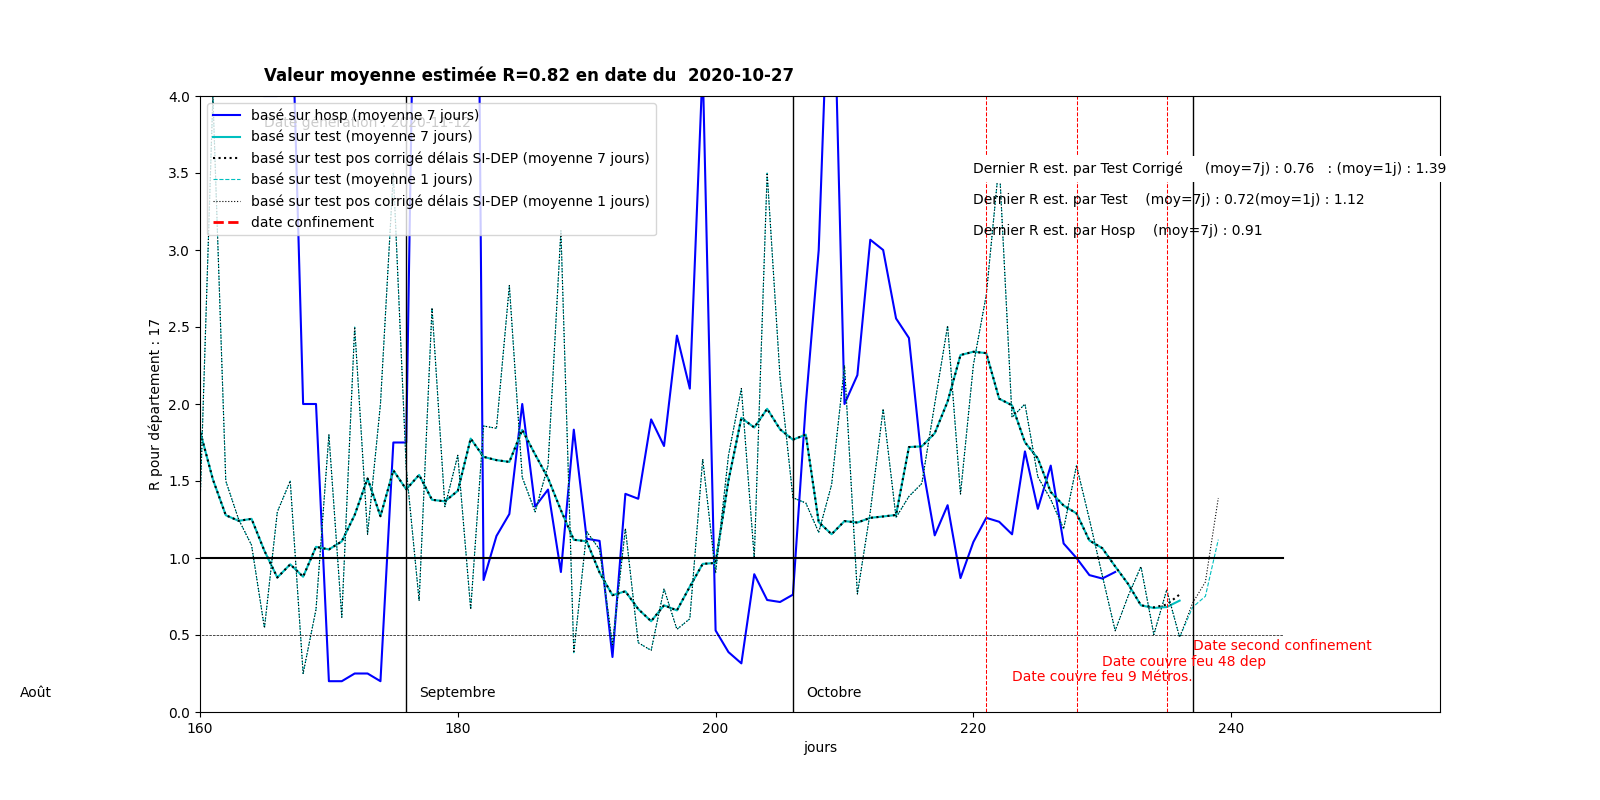 Valeur moyenne estimée R=0.82 en date du  2020-10-27
Date génération : 2020-11-12
basé sur hosp (moyenne 7 jours)
basé sur test (moyenne 7 jours)
basé sur test pos corrigé délais SI-DEP (moyenne 7 jours)
basé sur test (moyenne 1 jours)
basé sur test pos corrigé délais SI-DEP (moyenne 1 jours)
date confinement
Dernier R est. par Test Corrigé     (moy=7j) : 0.76   : (moy=1j) : 1.39
Dernier R est. par Test    (moy=7j) : 0.72(moy=1j) : 1.12
Dernier R est. par Hosp    (moy=7j) : 0.91
R pour département : 17
4.0
3.5
3.0
2.5
2.0
1.5
1.0
0.5
0.0
Date second confinement
Date couvre feu 48 dep
Date couvre feu 9 Métros.
Août
Septembre
Octobre
160
180
200
220
240
jours